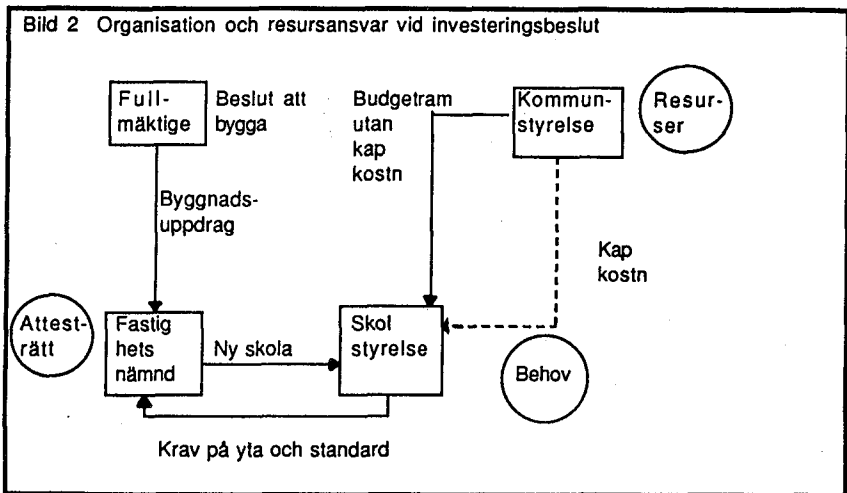 Bild 2 Organisation och resursansvar vid investeringsbeslut
Full-
mäktige
Beslut att
bygga
Budgetram
utan
kap
kostn
Kommun-
styrelse
Resur-
ser
Byggnads-
uppdrag
Kap
kostn
Attest-
rätt
Fastig
hets
nämnd
Ny skola
Skol
styrelse
Behov
Krav på yta och standard